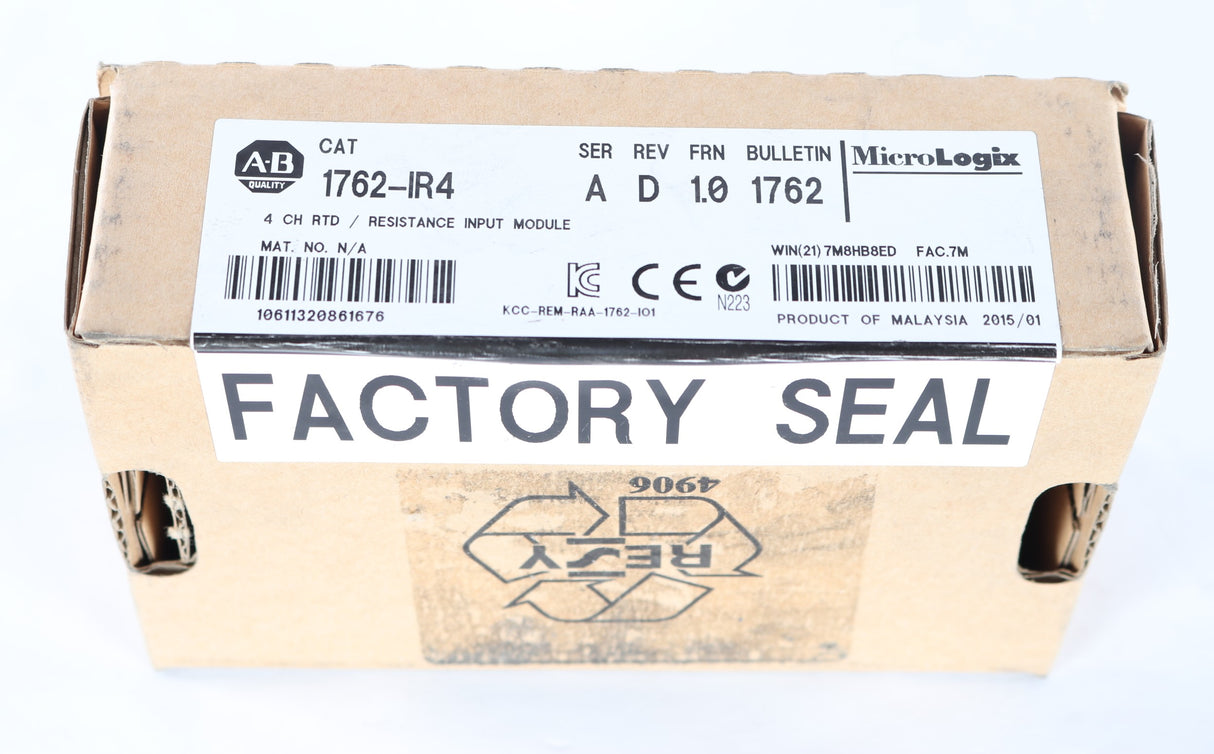 A-B
QUALITY
CAT
1762-IR4
SER REV FRN BULLETIN
A D 1.0 1762
MicroLogix
4 CH RTD / RESISTANCE INPUT MODULE
MAT. NO. N/A
10611320861676
KCC-REM-RAA-1762-IO1
CE
N223
WIN(21) 7M8HB8ED FAC.7M
PRODUCT OF MALAYSIA 2015/01
FACTORY SEAL
4906
RESY